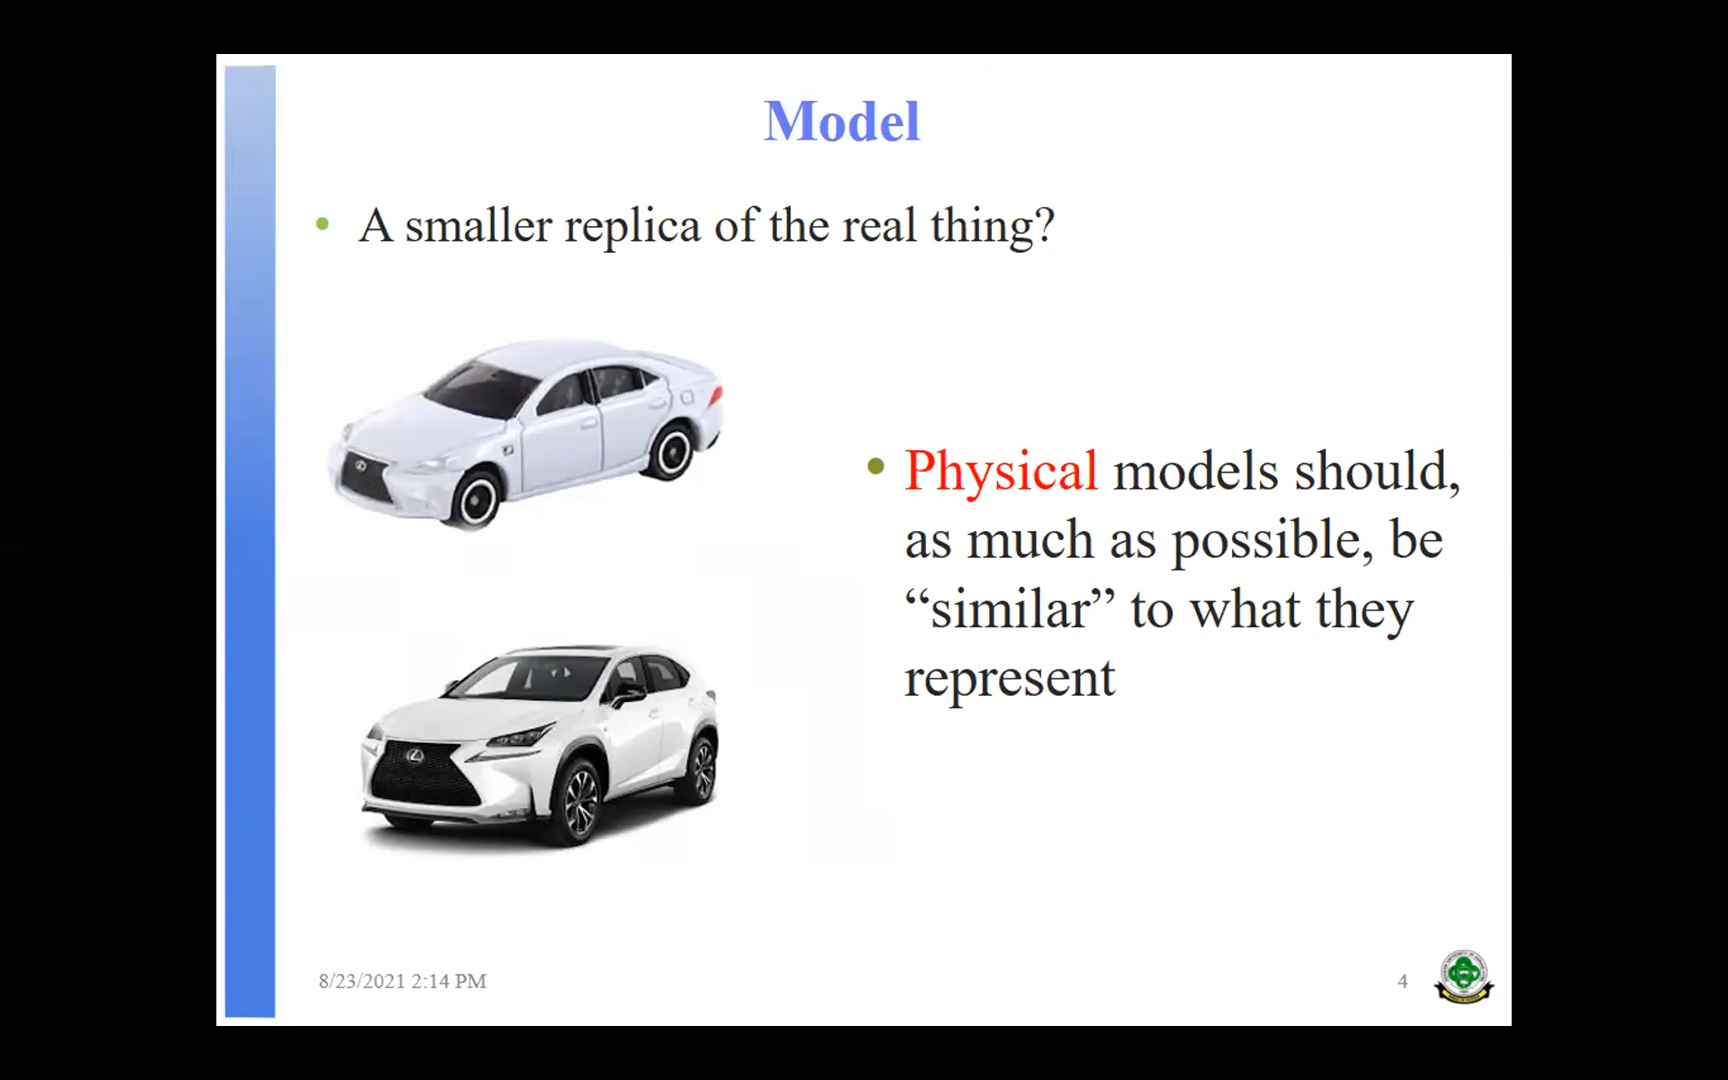 Model
• A smaller replica of the real thing?
• Physical models should,
as much as possible, be
“similar” to what they
represent
8/23/2021 2:14 PM
4